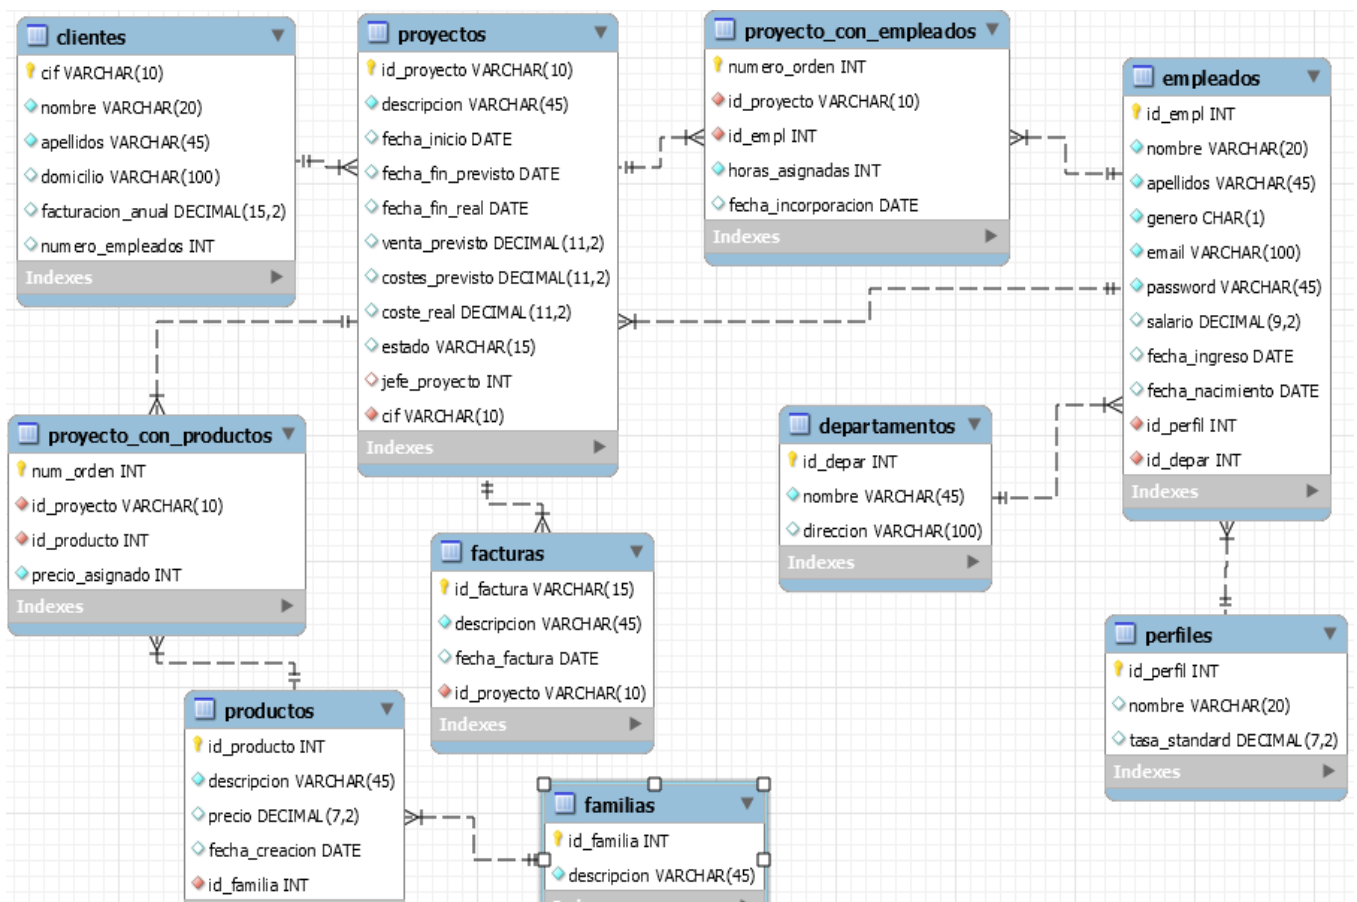 clientes
cif VARCHAR(10)
nombre VARCHAR(20)
apellidos VARCHAR(45)
domicilio VARCHAR(100)
facturacion_anual DECIMAL(15,2)
numero_empleados INT
Indexes
proyectos
id_proyecto VARCHAR(10)
descripcion VARCHAR(45)
fecha_inicio DATE
fecha_fin_previsto DATE
fecha_fin_real DATE
venta_previsto DECIMAL(11,2)
costes_previsto DECIMAL(11,2)
coste_real DECIMAL(11,2)
estado VARCHAR(15)
jefe_proyecto INT
cif VARCHAR(10)
Indexes
proyecto_con_empleados
numero_orden INT
id_proyecto VARCHAR(10)
id_empl INT
horas_asignadas INT
fecha_incorporacion DATE
Indexes
empleados
id_empl INT
nombre VARCHAR(20)
apellidos VARCHAR(45)
genero CHAR(1)
email VARCHAR(100)
password VARCHAR(45)
salario DECIMAL(9,2)
fecha_ingreso DATE
fecha_nacimiento DATE
id_perfil INT
id_depar INT
Indexes
proyecto_con_productos
num_orden INT
id_proyecto VARCHAR(10)
id_producto INT
precio_asignado INT
Indexes
departamentos
id_depar INT
nombre VARCHAR(45)
direccion VARCHAR(100)
Indexes
facturas
id_factura VARCHAR(15)
descripcion VARCHAR(45)
fecha_factura DATE
id_proyecto VARCHAR(10)
Indexes
perfiles
id_perfil INT
nombre VARCHAR(20)
tasa_standard DECIMAL(7,2)
Indexes
productos
id_producto INT
descripcion VARCHAR(45)
precio DECIMAL(7,2)
fecha_creacion DATE
id_familia INT
familias
id_familia INT
descripcion VARCHAR(45)